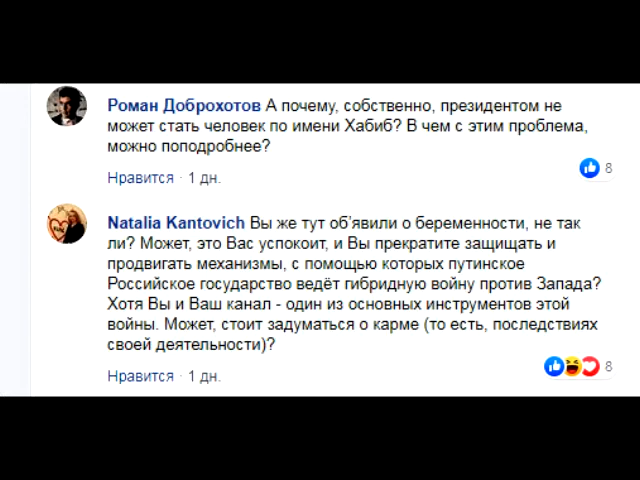 Роман Доброхотов А почему, собственно, президентом не
может стать человек по имени Хабиб? В чем с этим проблема,
можно поподробнее?
Нравится · 1 дн.
8
Natalia Kantovich Вы же тут об'явили о беременности, не так
ли? Может, это Вас успокоит, и Вы прекратите защищать и
продвигать механизмы, с помощью которых путинское
Российское государство ведёт гибридную войну против Запада?
Хотя Вы и Ваш канал - один из основных инструментов этой
войны. Может, стоит задуматься о карме (то есть, последствиях
своей деятельности)?
Нравится · 1 дн.
8